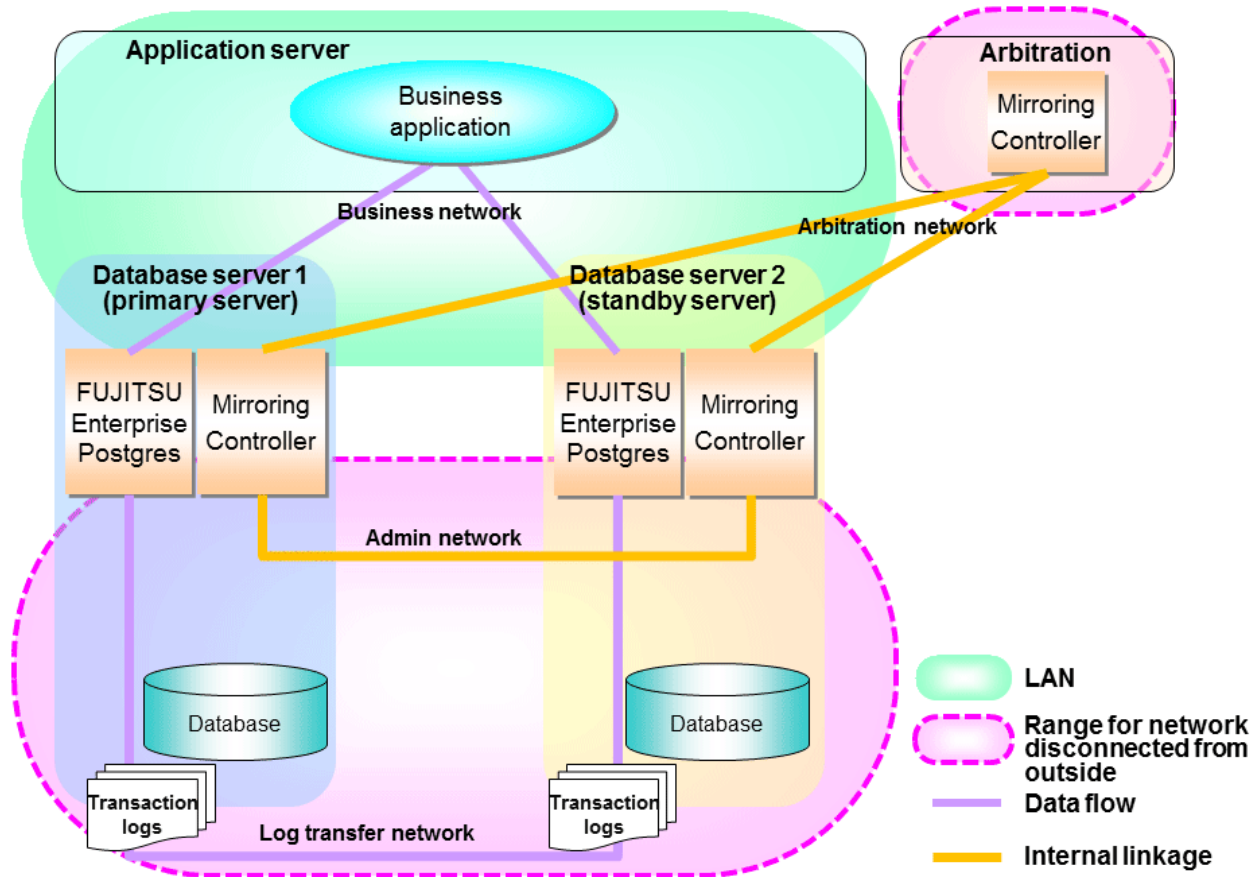 Application server
Business
application
Arbitration
Mirroring
Controller
Business network
Arbitration network
Database server 1
(primary server)
Database server 2
(standby server)
FUJITSU
Enterprise
Postgres
Mirroring
Controller
FUJITSU
Enterprise
Postgres
Mirroring
Controller
Admin network
Database
Database
Transaction
logs
Transaction
logs
Log transfer network
LAN
Range for network
disconnected from
outside
Data flow
Internal linkage